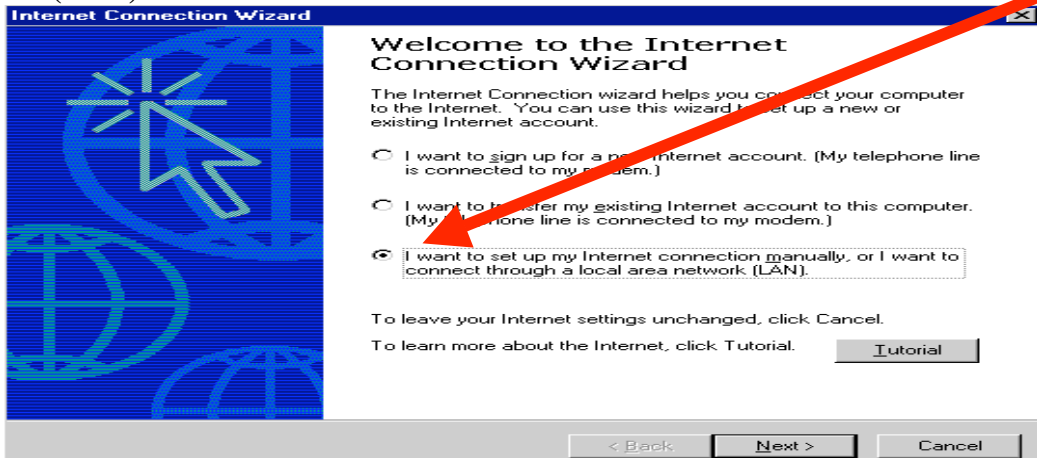 Internet Connection Wizard
Welcome to the Internet
Connection Wizard
The Internet Connection wizard helps you connect your computer
to the Internet. You can use this wizard to set up a new or
existing Internet account.
I want to sign up for a new Internet account. (My telephone line
is connected to my modem.)
I want to transfer my existing Internet account to this computer.
(My telephone line is connected to my modem.)
I want to set up my Internet connection manually, or I want to
connect through a local area network (LAN).
To leave your Internet settings unchanged, click Cancel.
To learn more about the Internet, click Tutorial.
Tutorial
< Back
Next >
Cancel